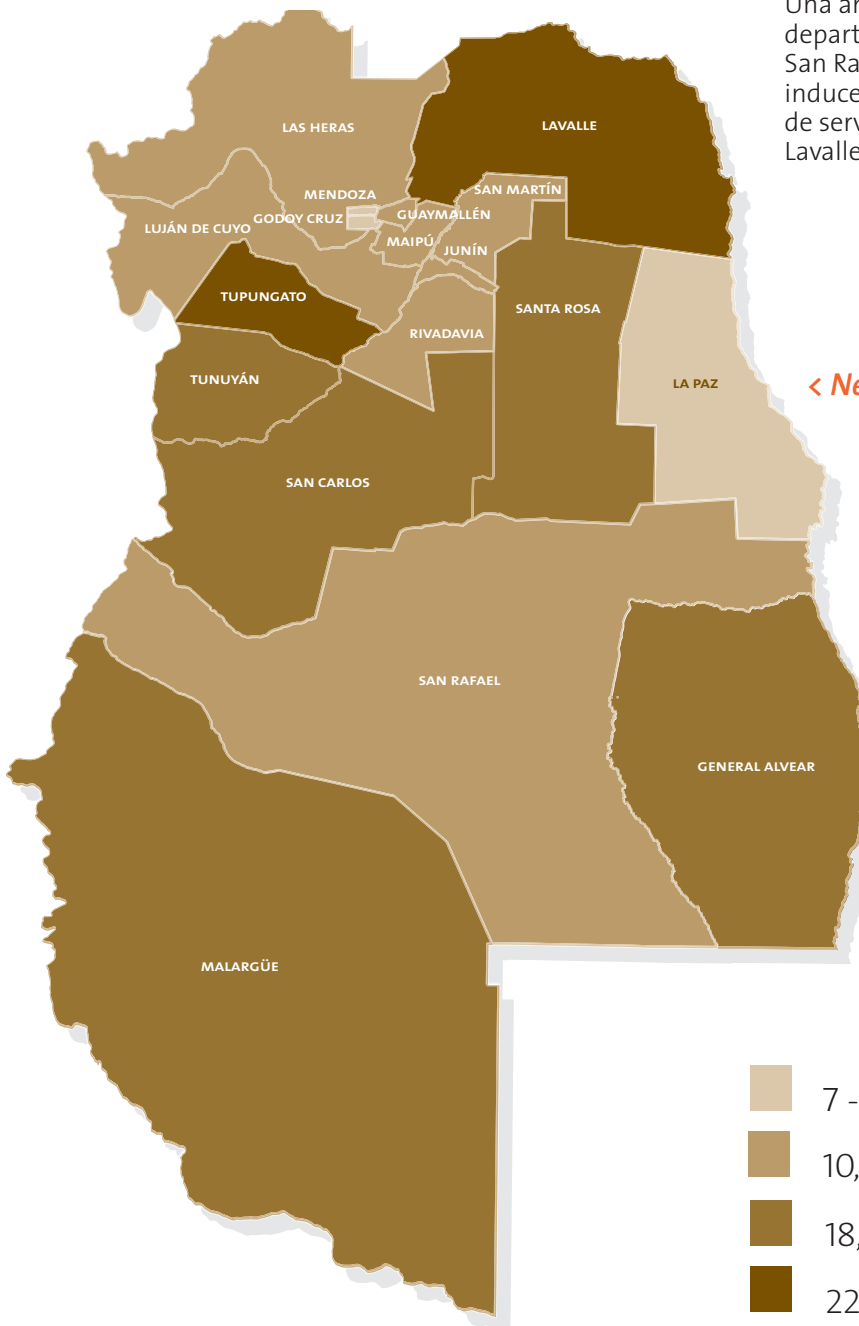 Una
depart
San Ra
induce
de serv
Lavalle
LAS HERAS
LAVALLE
MENDOZA
SAN MARTÍN
LUJÁN DE CUYO
GODOY CRUZ
GUAYMALLÉN
MAIPÚ
JUNÍN
TUPUNGATO
RIVADAVIA
SANTA ROSA
TUNUYÁN
LA PAZ
< Ne
SAN CARLOS
SAN RAFAEL
GENERAL ALVEAR
MALARGÜE
7 -
10,
18,
22